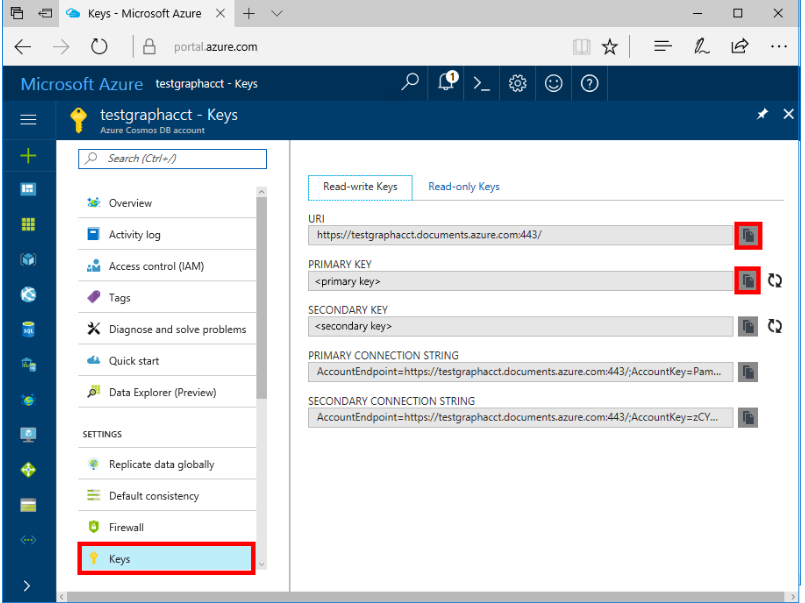 Keys - Microsoft Azure
portal.azure.com
Microsoft Azure testgraphacct - Keys
1
testgraphacct - Keys
Azure Cosmos DB account
Search (Ctrl+/)
Overview
Activity log
Access control (IAM)
Tags
Diagnose and solve problems
Quick start
Data Explorer (Preview)
SETTINGS
Replicate data globally
Default consistency
Firewall
Keys
Read-write Keys
Read-only Keys
URI
https://testgraphacct.documents.azure.com:443/
PRIMARY KEY
<primary key>
SECONDARY KEY
<secondary key>
PRIMARY CONNECTION STRING
AccountEndpoint=https://testgraphacct.documents.azure.com:443/;AccountKey=Pam...
SECONDARY CONNECTION STRING
AccountEndpoint=https://testgraphacct.documents.azure.com:443/;AccountKey=zCY...
SQL